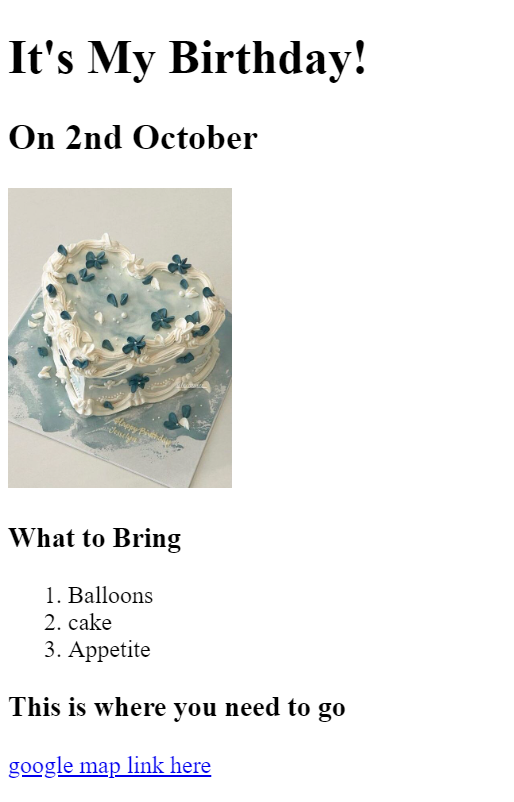 It's My Birthday!
On 2nd October
What to Bring
1. Balloons
2. cake
3. Appetite
This is where you need to go
google map link here